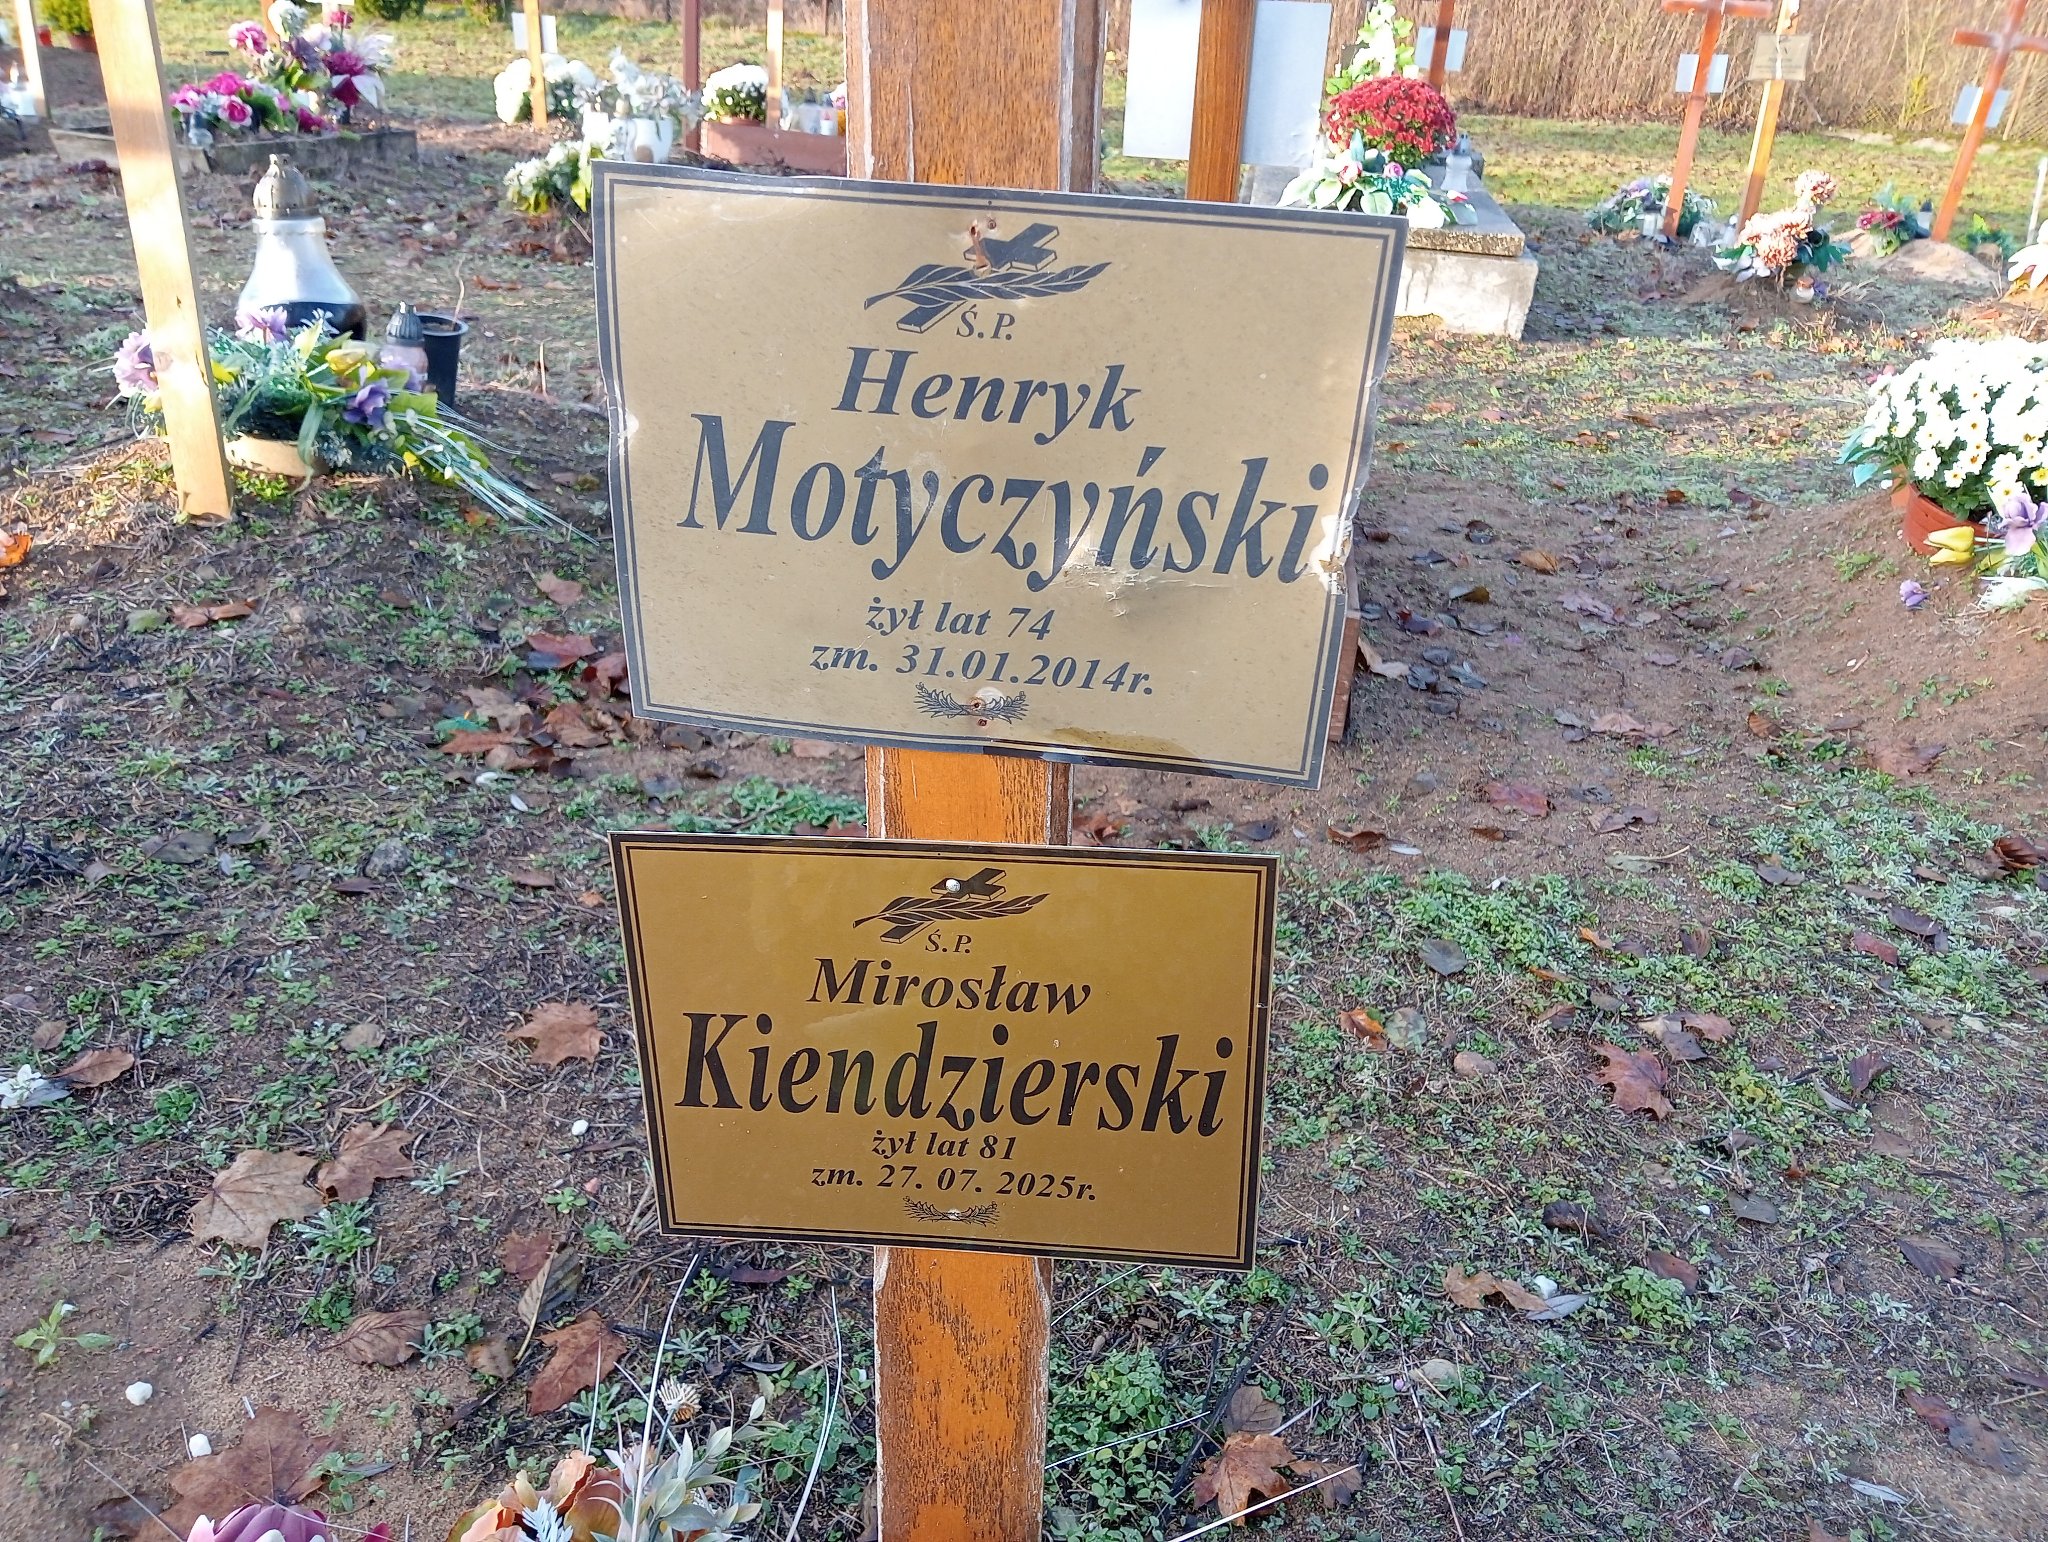 Ś.P.
Henryk
Motyczyński
żył lat 74
zm. 31.01.2014r.
Ś.P.
Mirosław
Kiendzierski
żył lat 81
zm. 27. 07. 2025r.